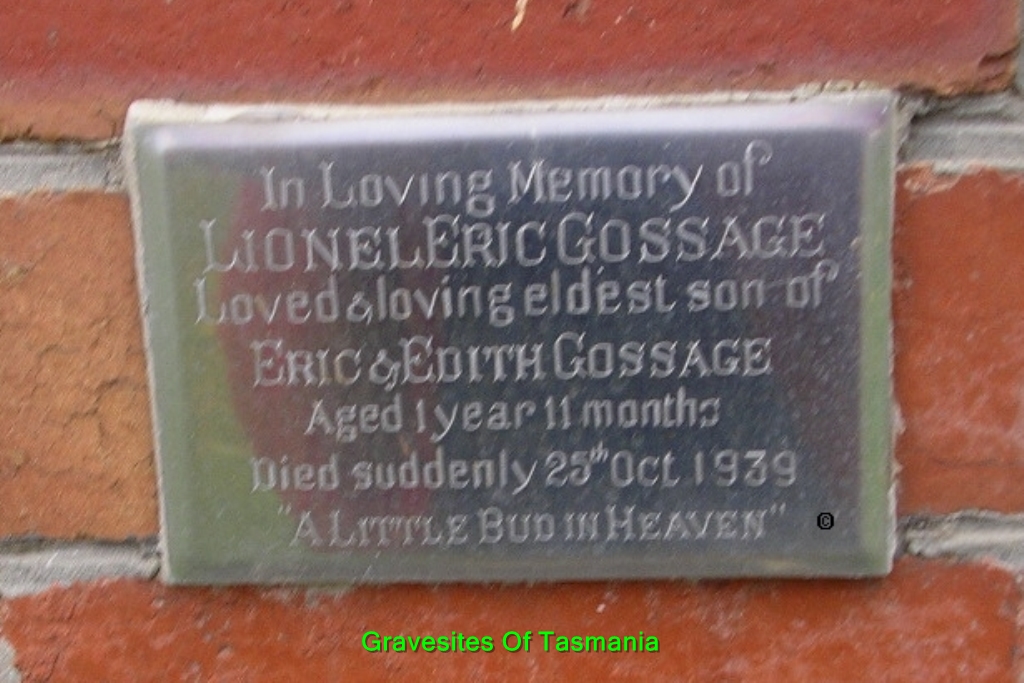 In Loving Memory of
LIONEL ERIC GOSSAGE
Loved & loving eldest son of
ERIC & EDITH GOSSAGE
Aged 1 year 11 months
Died suddenly 25th Oct 1939
"A LITTLE BUD IN HEAVEN"
©
Gravesites Of Tasmania